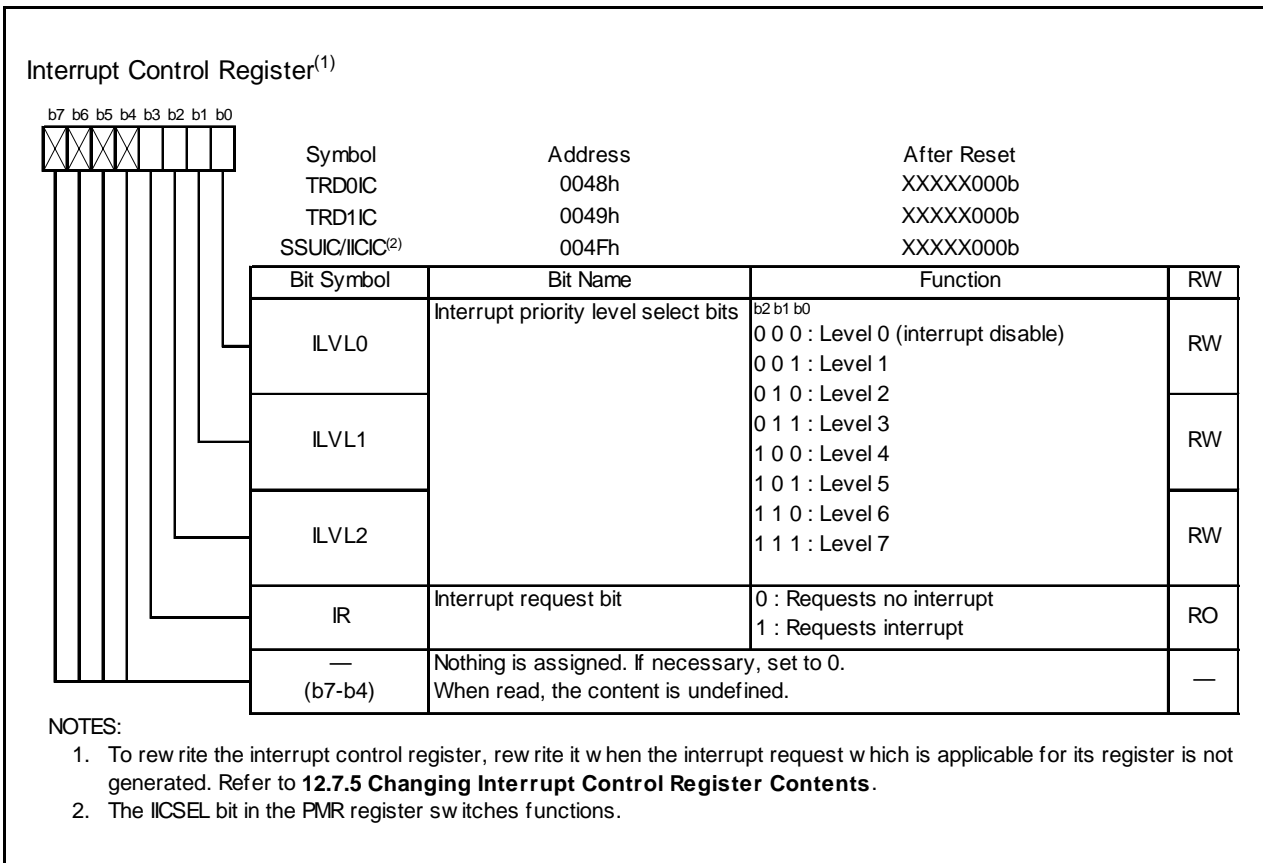 Interrupt Control Register(1)
b7 b6 b5 b4 b3 b2 b1 b0
Symbol Address After Reset
TRD0IC 0048h XXXXX000b
TRD1IC 0049h XXXXX000b
SSUIC/IICIC(2) 004Fh XXXXX000b
Bit Symbol Bit Name Function RW
ILVL0 Interrupt priority level select bits b2 b1 b0
0 0 0 : Level 0 (interrupt disable) RW
0 0 1 : Level 1
0 1 0 : Level 2
ILVL1 0 1 1 : Level 3 RW
1 0 0 : Level 4
1 0 1 : Level 5
ILVL2 1 1 0 : Level 6 RW
1 1 1 : Level 7
IR Interrupt request bit 0 : Requests no interrupt RO
1 : Requests interrupt
— Nothing is assigned. If necessary, set to 0. —
(b7-b4) When read, the content is undefined.
NOTES:
1. To rewrite the interrupt control register, rewrite it when the interrupt request which is applicable for its register is not
generated. Refer to 12.7.5 Changing Interrupt Control Register Contents.
2. The IICSEL bit in the PMR register switches functions.